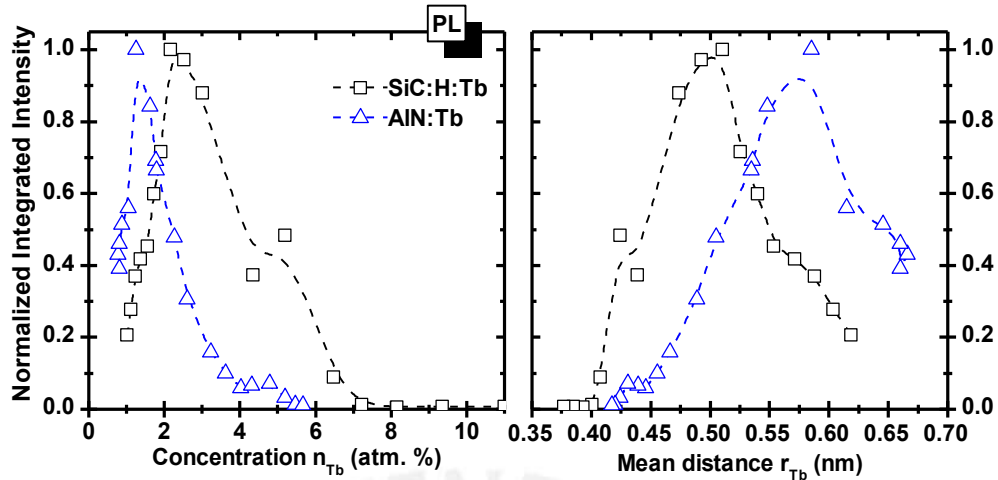 PL
Normalized Integrated Intensity
1.0
0.8
0.6
0.4
0.2
0.0
SiC:H:Tb
AlN:Tb
0 2 4 6 8 10
Concentration n_Tb (atm. %)
1.0
0.8
0.6
0.4
0.2
0.0
0.35 0.40 0.45 0.50 0.55 0.60 0.65 0.70
Mean distance r_Tb (nm)